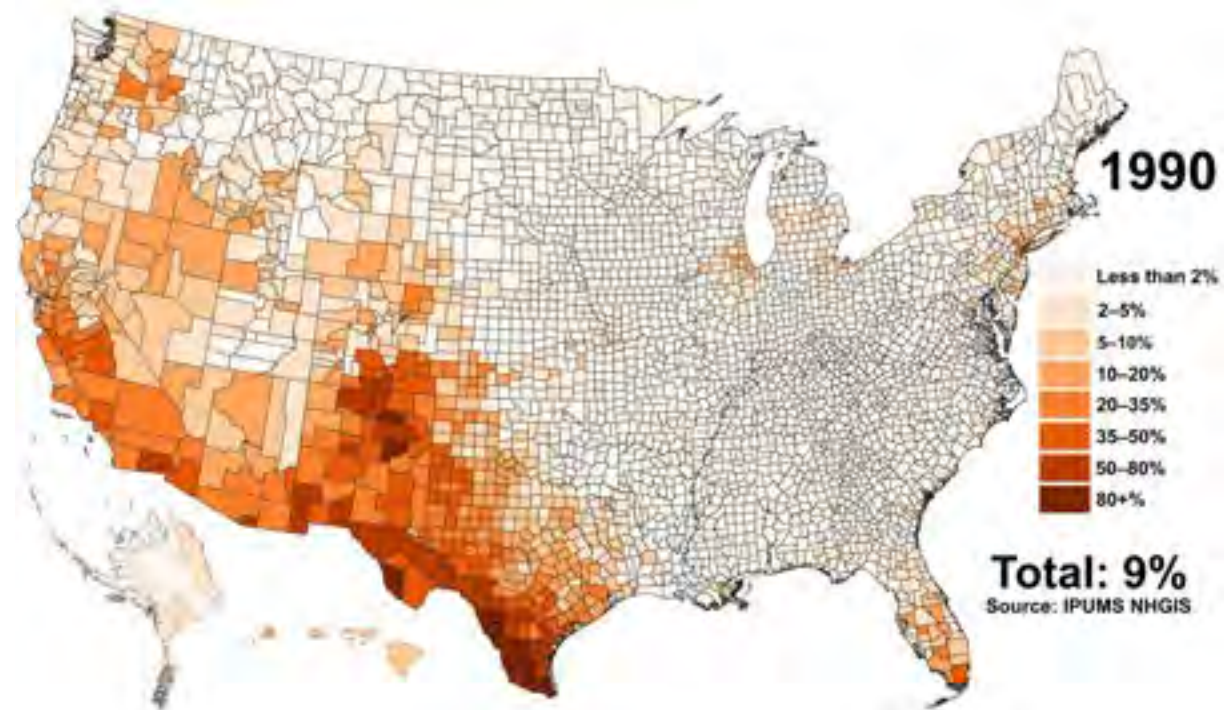 1990
Less than 2%
2–5%
5–10%
10–20%
20–35%
35–50%
50–80%
80+%
Total: 9%
Source: IPUMS NHGIS